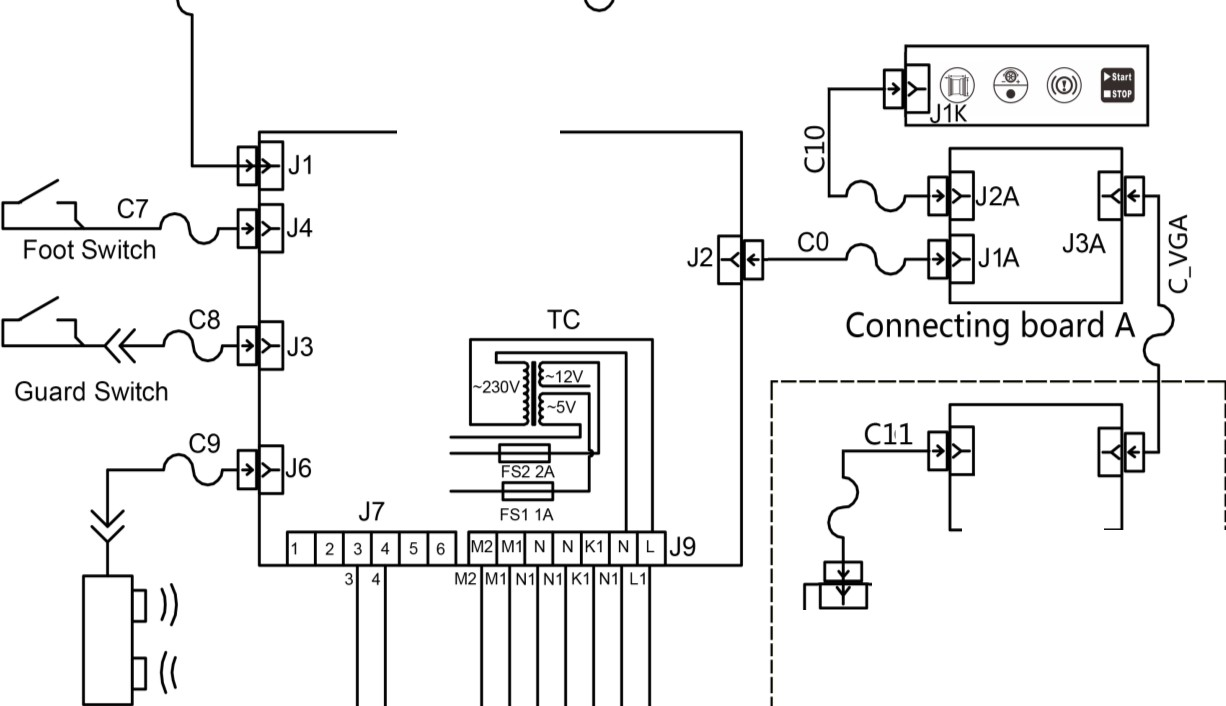 Start
STOP
J1K
C10
J1
J2A
C7
J4
J3A
Foot Switch
C0
J2
J1A
C_VGA
C8
TC
Connecting board A
J3
~230V
~12V
Guard Switch
~5V
C9
C11
J6
FS2 2A
J7
FS1 1A
1 2 3 4 5 6 M2 M1 N N K1 N L J9
3 4 M2 M1 N1 N1 K1 N1 L1